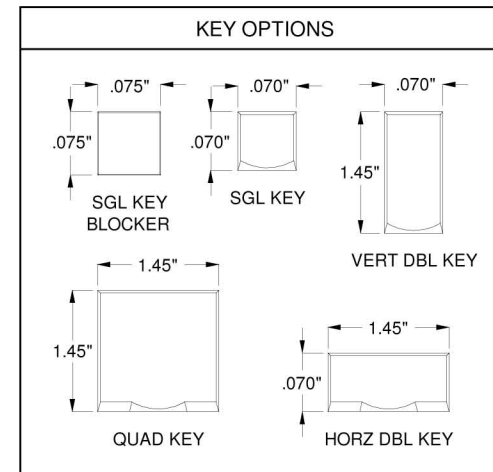 KEY OPTIONS
.075"
.075"
SGL KEY
BLOCKER
.070"
.070"
SGL KEY
.070"
1.45"
VERT DBL KEY
1.45"
1.45"
QUAD KEY
1.45"
.070"
HORZ DBL KEY